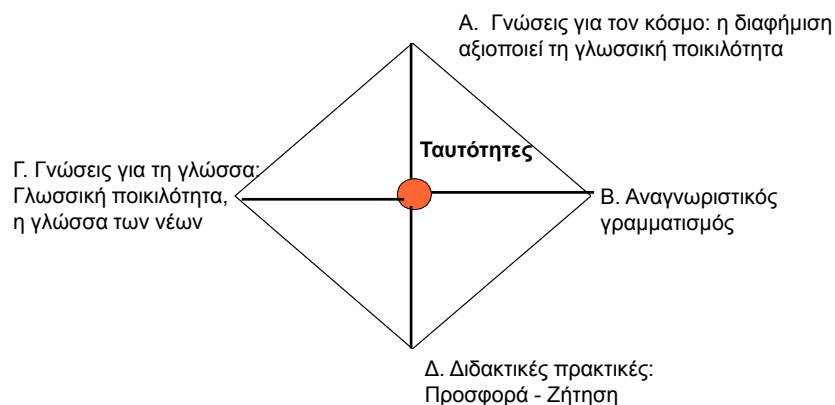 Α. Γνώσεις για τον κόσμο: η διαφήμιση
αξιοποιεί τη γλωσσική ποικιλότητα
Ταυτότητες
Γ. Γνώσεις για τη γλώσσα:
Γλωσσική ποικιλότητα,
η γλώσσα των νέων
Β. Αναγνωριστικός
γραμματισμός
Δ. Διδακτικές πρακτικές:
Προσφορά - Ζήτηση